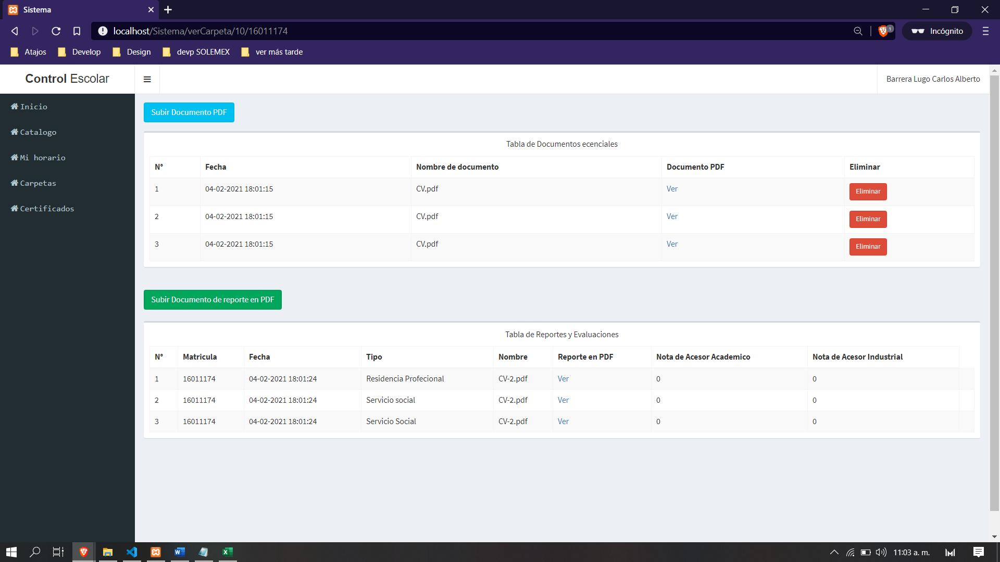 Sistema
localhost/Sistema/verCarpeta/10/16011174
1
Incógnito
Atajos Develop Design devp SOLEMEX ver más tarde
Control Escolar
Barrera Lugo Carlos Alberto
Inicio
Catalogo
Mi horario
Carpetas
Certificados
Subir Documento PDF
Tabla de Documentos ecenciales
N° Fecha Nombre de documento Documento PDF Eliminar
1 04-02-2021 18:01:15 CV.pdf Ver Eliminar
2 04-02-2021 18:01:15 CV.pdf Ver Eliminar
3 04-02-2021 18:01:15 CV.pdf Ver Eliminar
Subir Documento de reporte en PDF
Tabla de Reportes y Evaluaciones
N° Matricula Fecha Tipo Nombre Reporte en PDF Nota de Acesor Academico Nota de Acesor Industrial
1 16011174 04-02-2021 18:01:24 Residencia Profecional CV-2.pdf Ver 0 0
2 16011174 04-02-2021 18:01:24 Servicio social CV-2.pdf Ver 0 0
3 16011174 04-02-2021 18:01:24 Servicio Social CV-2.pdf Ver 0 0
11:03 a. m.